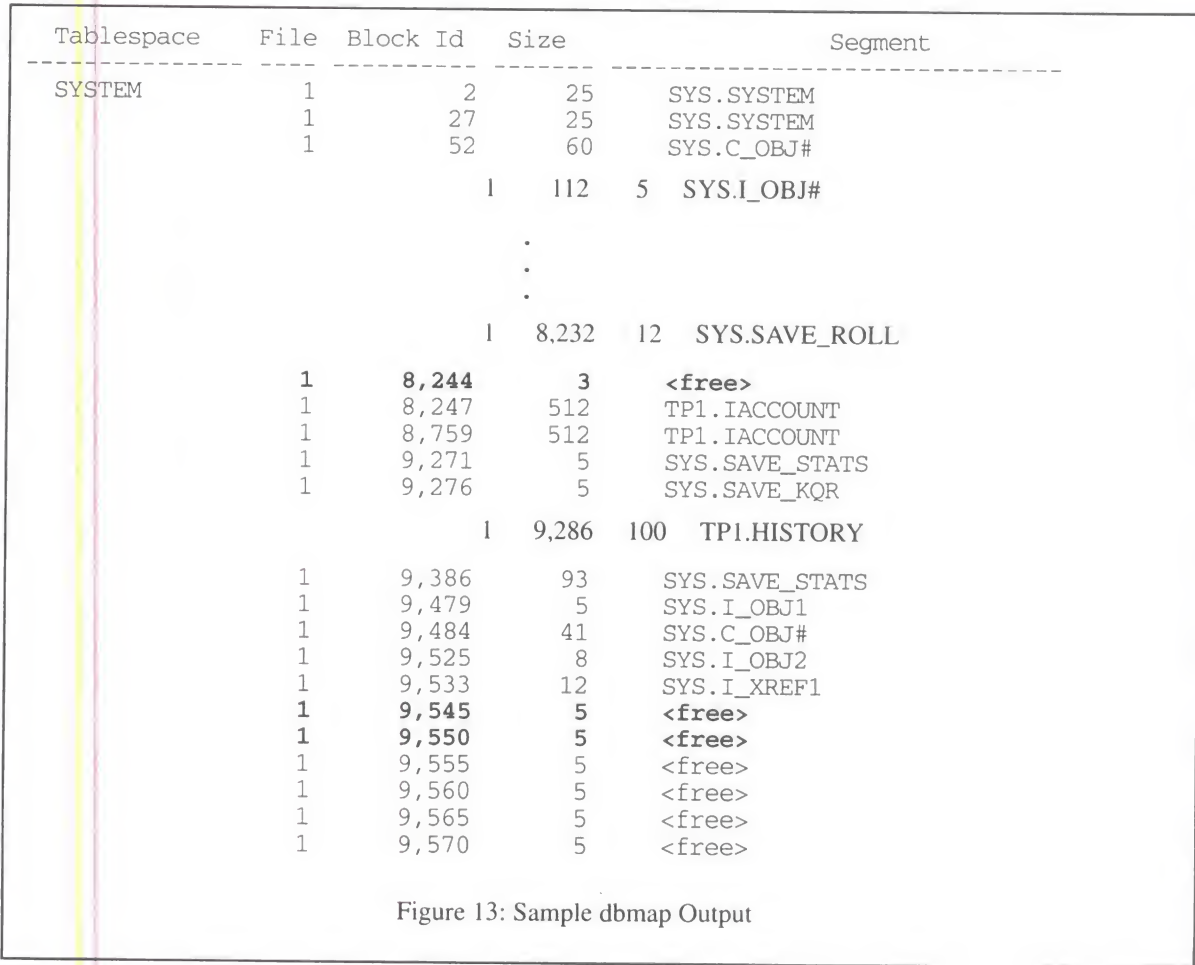 Tablespace File Block Id Size Segment
--------------- ---- ---------- --------- ------------------------------
SYSTEM 1 2 25 SYS.SYSTEM
1 27 25 SYS.SYSTEM
1 52 60 SYS.C_OBJ#
1 112 5 SYS.I_OBJ#
.
.
.
1 8,232 12 SYS.SAVE_ROLL
1 8,244 3 <free>
1 8,247 512 TP1.IACCOUNT
1 8,759 512 TP1.IACCOUNT
1 9,271 5 SYS.SAVE_STATS
1 9,276 5 SYS.SAVE_KQR
1 9,286 100 TP1.HISTORY
1 9,386 93 SYS.SAVE_STATS
1 9,479 5 SYS.I_OBJ1
1 9,484 41 SYS.C_OBJ#
1 9,525 8 SYS.I_OBJ2
1 9,533 12 SYS.I_XREF1
1 9,545 5 <free>
1 9,550 5 <free>
1 9,555 5 <free>
1 9,560 5 <free>
1 9,565 5 <free>
1 9,570 5 <free>
Figure 13: Sample dbmap Output